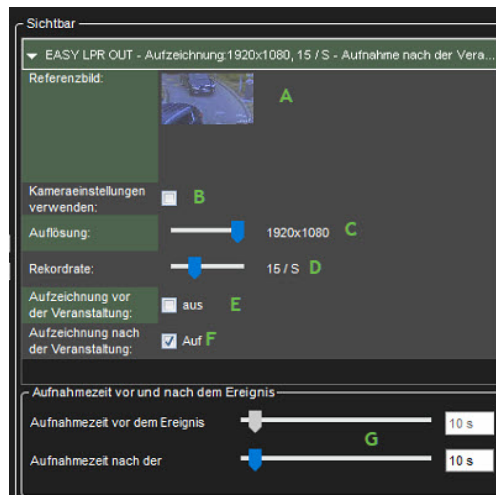 Sichtbar
EASY LPR OUT - Aufzeichnung:1920x1080, 15 / S - Aufnahme nach der Vera...
Referenzbild:
A
Kameraeinstellungen
verwenden:
B
Auflösung:
1920x1080
C
Rekordrate:
15 / S
D
Aufzeichnung vor
der Veranstaltung:
aus
E
Aufzeichnung nach
der Veranstaltung:
Auf
F
Aufnahmezeit vor und nach dem Ereignis
Aufnahmezeit vor dem Ereignis
10 s
G
Aufnahmezeit nach der
10 s